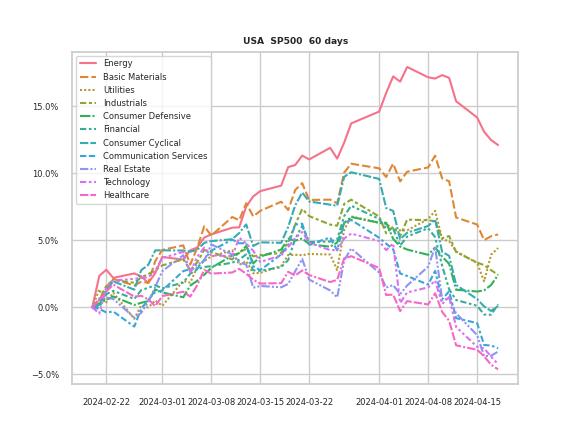 USA  SP500  60 days
Energy
Basic Materials
Utilities
Industrials
Consumer Defensive
Financial
Consumer Cyclical
Communication Services
Real Estate
Technology
Healthcare
15.0%
10.0%
5.0%
0.0%
−5.0%
2024-02-22 2024-03-01 2024-03-08 2024-03-15 2024-03-22 2024-04-01 2024-04-08 2024-04-15